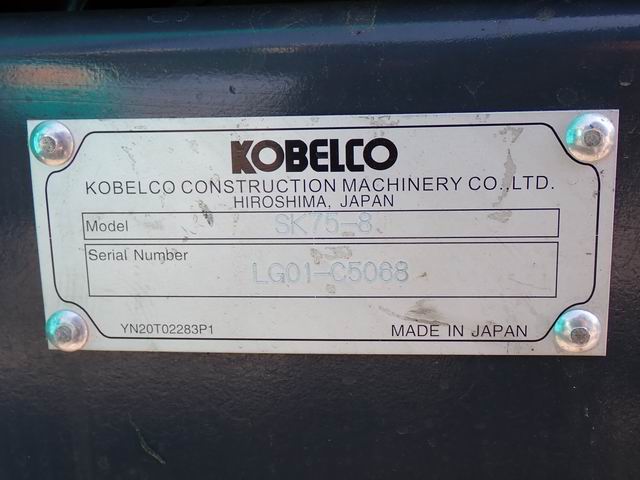 KOBELCO
KOBELCO CONSTRUCTION MACHINERY CO.,LTD.
HIROSHIMA, JAPAN
Model SK75-8
Serial Number LG01-C5068
YN20T02283P1 MADE IN JAPAN